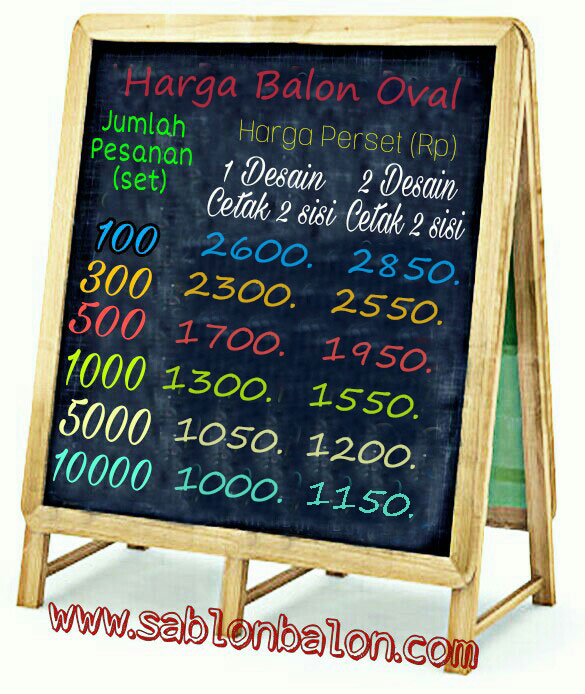 Harga Balon Oval
Jumlah Pesanan (set)
Harga Perset (Rp)
1 Desain Cetak 2 sisi
2 Desain Cetak 2 sisi
100 2600. 2850.
300 2300. 2550.
500 1700. 1950.
1000 1300. 1550.
5000 1050. 1200.
10000 1000. 1150.
www.sablonbalon.com